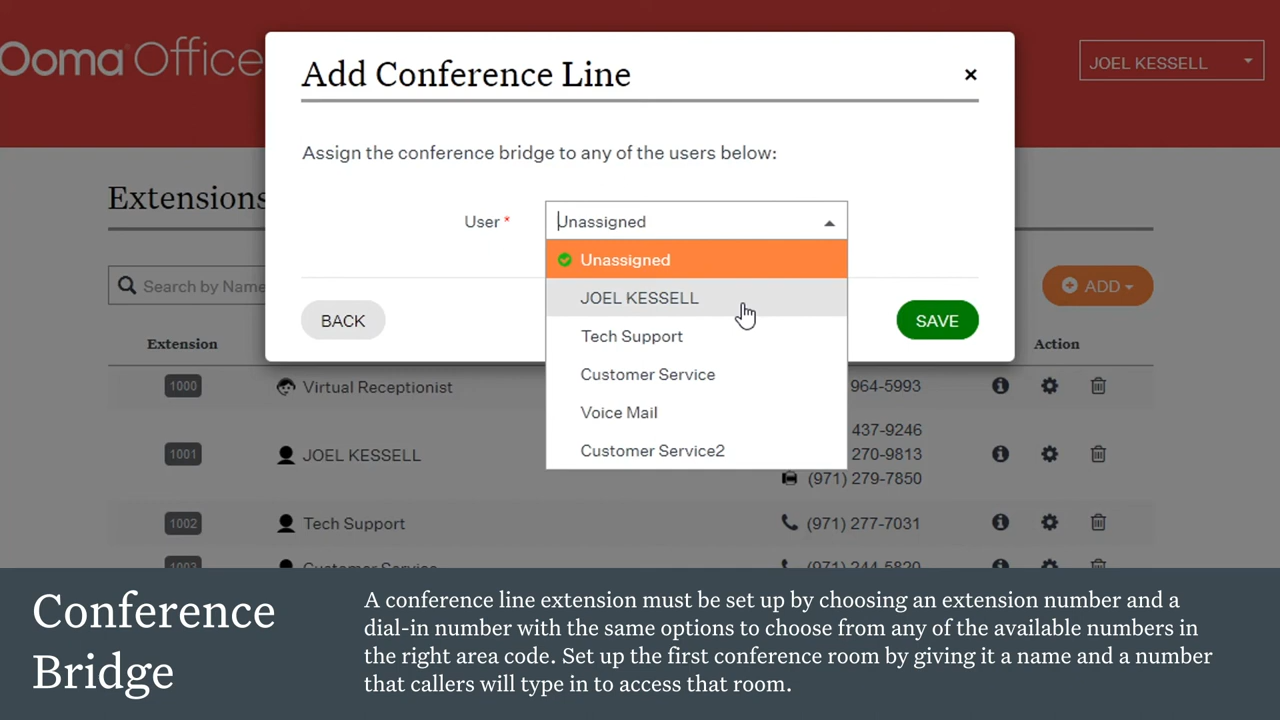 Ooma Office
Add Conference Line
×
JOEL KESSELL
Assign the conference bridge to any of the users below:
Extensions
User * Unassigned
Unassigned
Search by Name
JOEL KESSELL
ADD
BACK
SAVE
Tech Support
Extension
Action
Customer Service
1000 Virtual Receptionist 964-5993
Voice Mail
437-9246
Customer Service2
1001 JOEL KESSELL 270-9813
(971) 279-7850
1002 Tech Support (971) 277-7031
1003 Customer Service (971) 244-5820
Conference
Bridge
A conference line extension must be set up by choosing an extension number and a
dial-in number with the same options to choose from any of the available numbers in
the right area code. Set up the first conference room by giving it a name and a number
that callers will type in to access that room.